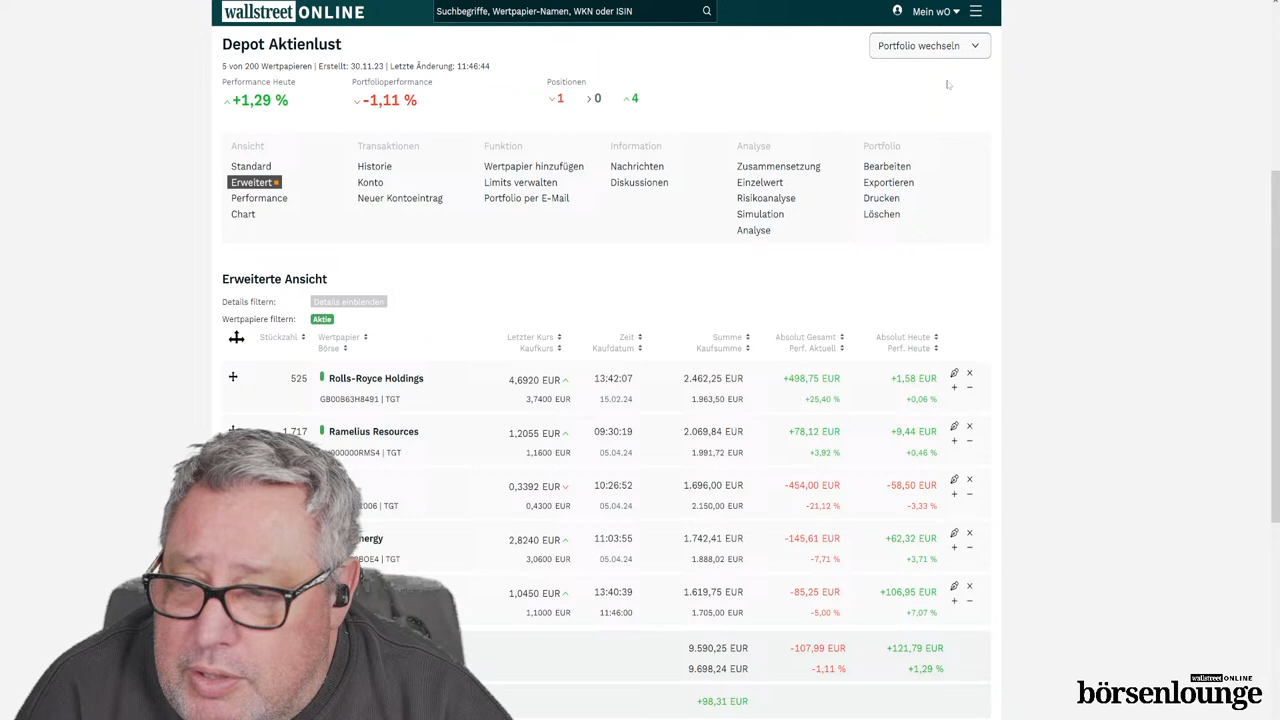 wallstreet ONLINE
Suchbegriffe, Wertpapier-Namen, WKN oder ISIN
Mein wO
Depot Aktienlust
Portfolio wechseln
5 von 200 Wertpapieren | Erstellt: 30.11.23 | Letzte Änderung: 11:46:44
Performance Heute Portfolioperformance Positionen
+1,29 % -1,11 % 1 0 4
Ansicht Transaktionen Funktion Information Analyse Portfolio
Standard Historie Wertpapier hinzufügen Nachrichten Zusammensetzung Bearbeiten
Erweitert Konto Limits verwalten Diskussionen Einzelwert Exportieren
Performance Neuer Kontoeintrag Portfolio per E-Mail Risikoanalyse Drucken
Chart Simulation Löschen
Analyse
Erweiterte Ansicht
Details filtern: Details einblenden
Wertpapiere filtern: Aktie
Stückzahl Wertpapier Letzter Kurs Zeit Summe Absolut Gesamt Absolut Heute
Börse Kaufkurs Kaufdatum Kaufsumme Perf. Aktuell Perf. Heute
525 Rolls-Royce Holdings 4,6920 EUR 13:42:07 2.462,25 EUR +498,75 EUR +1,58 EUR
GB00B63H8491 | TGT 3,7400 EUR 15.02.24 1.963,50 EUR +25,40 % +0,06 %
1.717 Ramelius Resources 1,2055 EUR 09:30:19 2.069,84 EUR +78,12 EUR +9,44 EUR
000000RMS4 | TGT 1,1600 EUR 05.04.24 1.991,72 EUR +3,92 % +0,46 %
0,3392 EUR 10:26:52 1.696,00 EUR -454,00 EUR -58,50 EUR
2006 | TGT 0,4300 EUR 05.04.24 2.150,00 EUR -21,12 % -3,33 %
nergy 2,8240 EUR 11:03:55 1.742,41 EUR -145,61 EUR +62,32 EUR
BOE4 | TGT 3,0600 EUR 05.04.24 1.888,02 EUR -7,71 % +3,71 %
1,0450 EUR 13:40:39 1.619,75 EUR -85,25 EUR +106,95 EUR
1,1000 EUR 11:46:00 1.705,00 EUR -5,00 % +7,07 %
9.590,25 EUR -107,99 EUR +121,79 EUR
9.698,24 EUR -1,11 % +1,29 %
+98,31 EUR
wallstreet ONLINE
börsenlounge